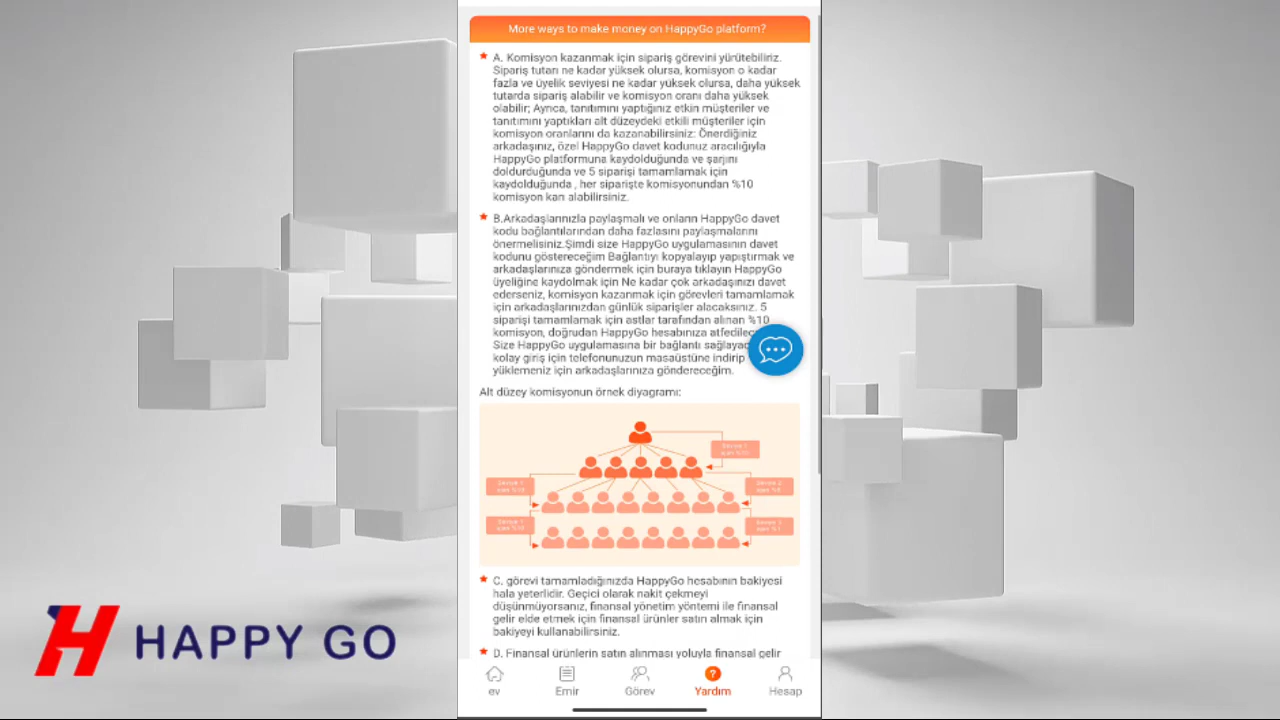 More ways to make money on HappyGo platform?
A. Komisyon kazanmak için sipariş görevini yürütebiliriz.
Sipariş tutarı ne kadar yüksek olursa, komisyon o kadar
fazla ve üyelik seviyesi ne kadar yüksek olursa, daha yüksek
tutarda sipariş alabilir ve komisyon oranı daha yüksek
olabilir; Ayrıca, tanıtımını yaptığınız etkin müşteriler ve
tanıtımını yaptıkları alt düzeydeki etkili müşteriler için
komisyon oranlarını da kazanabilirsiniz: Önerdiğiniz
arkadaşınız, özel HappyGo davet kodunuz aracılığıyla
HappyGo platformuna kaydolduğunda ve şarjını
doldurduğunda ve 5 siparişi tamamlamak için
kaydolduğunda , her siparişte komisyonundan %10
komisyon karı alabilirsiniz.
B.Arkadaşlarınızla paylaşmalı ve onların HappyGo davet
kodu bağlantılarından daha fazlasını paylaşmalarını
önermelisiniz.Şimdi size HappyGo uygulamasının davet
kodunu göstereceğim Bağlantıyı kopyalayıp yapıştırmak ve
arkadaşlarınıza göndermek için buraya tıklayın HappyGo
üyeliğine kaydolmak için Ne kadar çok arkadaşınızı davet
ederseniz, komisyon kazanmak için görevleri tamamlamak
için arkadaşlarınızdan günlük siparişler alacaksınız. 5
siparişi tamamlamak için astlar tarafından alınan %10
komisyon, doğrudan HappyGo hesabınıza atfedilec
Size HappyGo uygulamasına bir bağlantı sağlayac
kolay giriş için telefonunuzun masaüstüne indirip
yüklemeniz için arkadaşlarınıza göndereceğim.
Alt düzey komisyonun örnek diyagramı:
C. görevi tamamladığınızda HappyGo hesabının bakiyesi
hala yeterlidir. Geçici olarak nakit çekmeyi
düşünmüyorsanız, finansal yönetim yöntemi ile finansal
gelir elde etmek için finansal ürünler satın almak için
bakiyeyi kullanabilirsiniz.
D. Finansal ürünlerin satın alınması yoluyla finansal gelir
ev Emir Görev Yardım Hesap
HAPPY GO